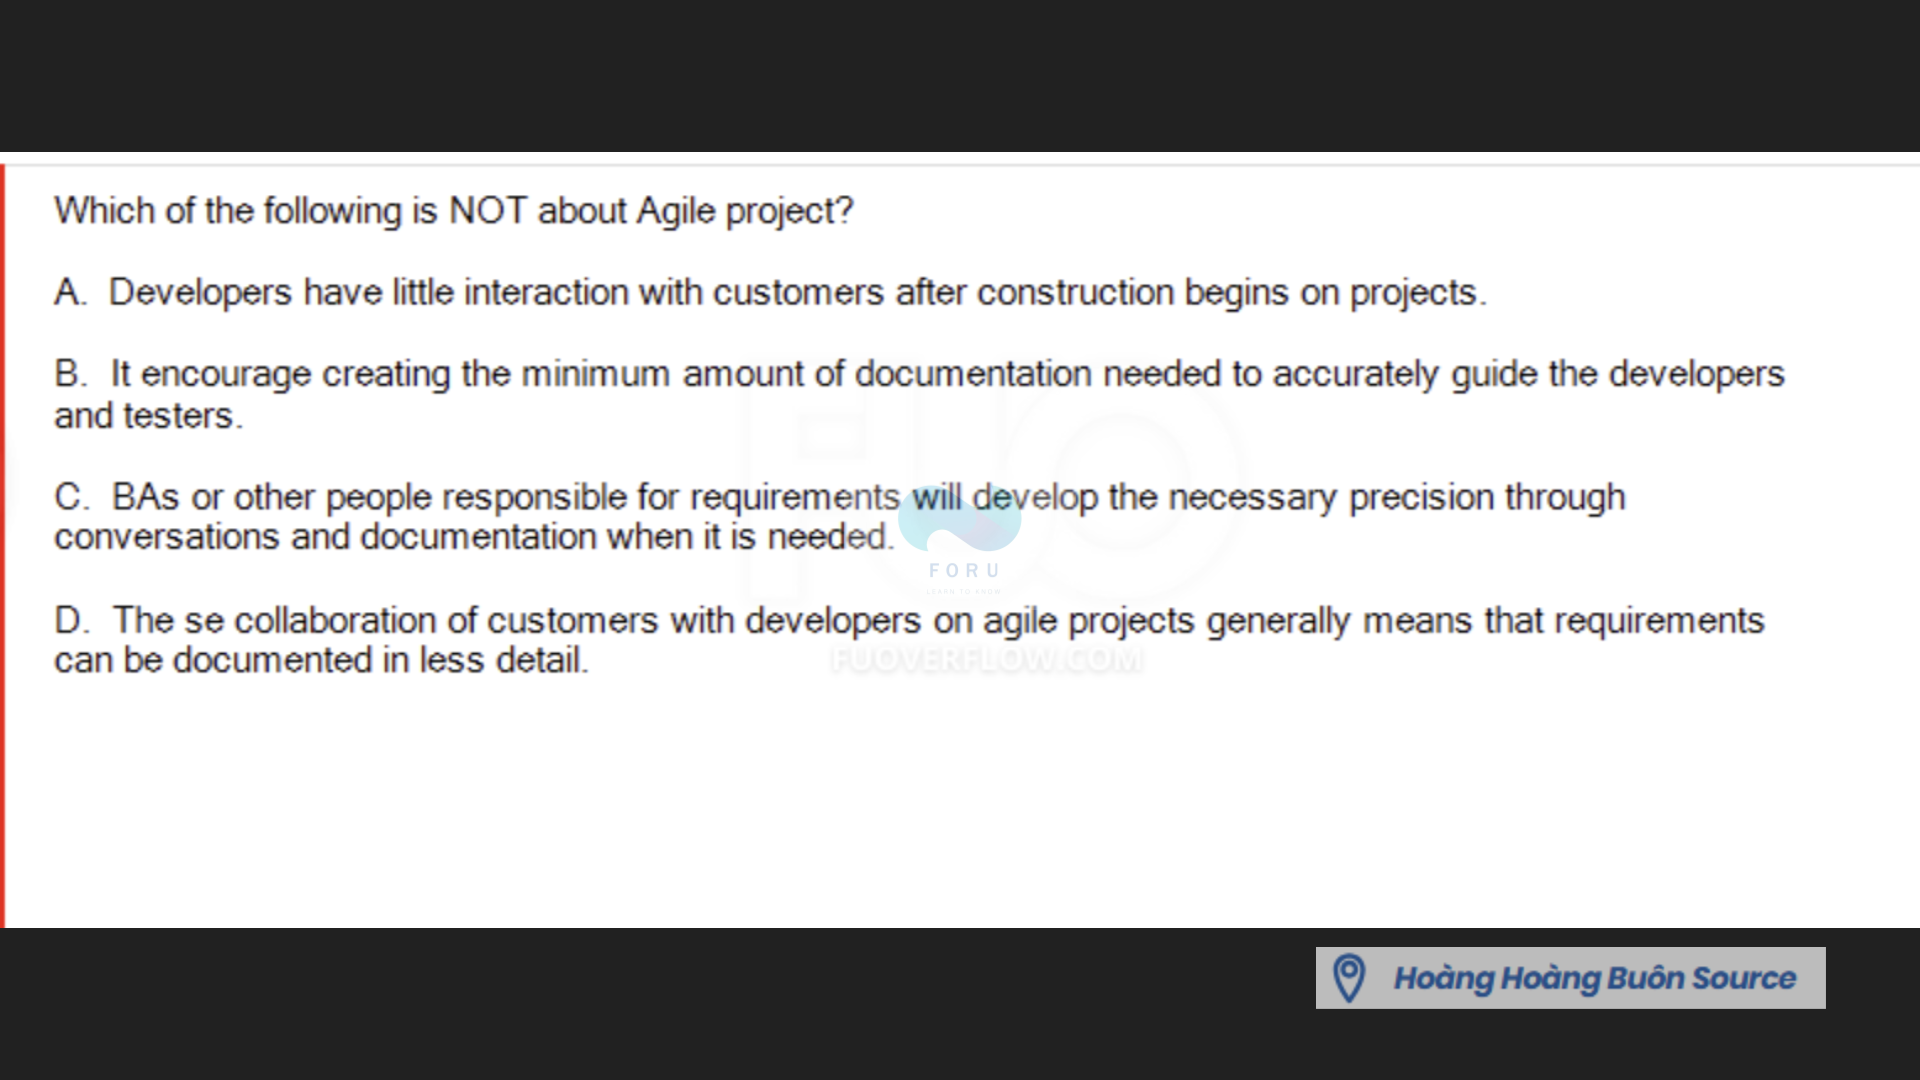 Which of the following is NOT about Agile project?
A. Developers have little interaction with customers after construction begins on projects.
B. It encourage creating the minimum amount of documentation needed to accurately guide the developers
and testers.
C. BAs or other people responsible for requirements will develop the necessary precision through
conversations and documentation when it is needed.
FORU
LEARN TO KNOW
D. The se collaboration of customers with developers on agile projects generally means that requirements
can be documented in less detail.
FUOVERFLOW.COM
Hoàng Hoàng Buôn Source